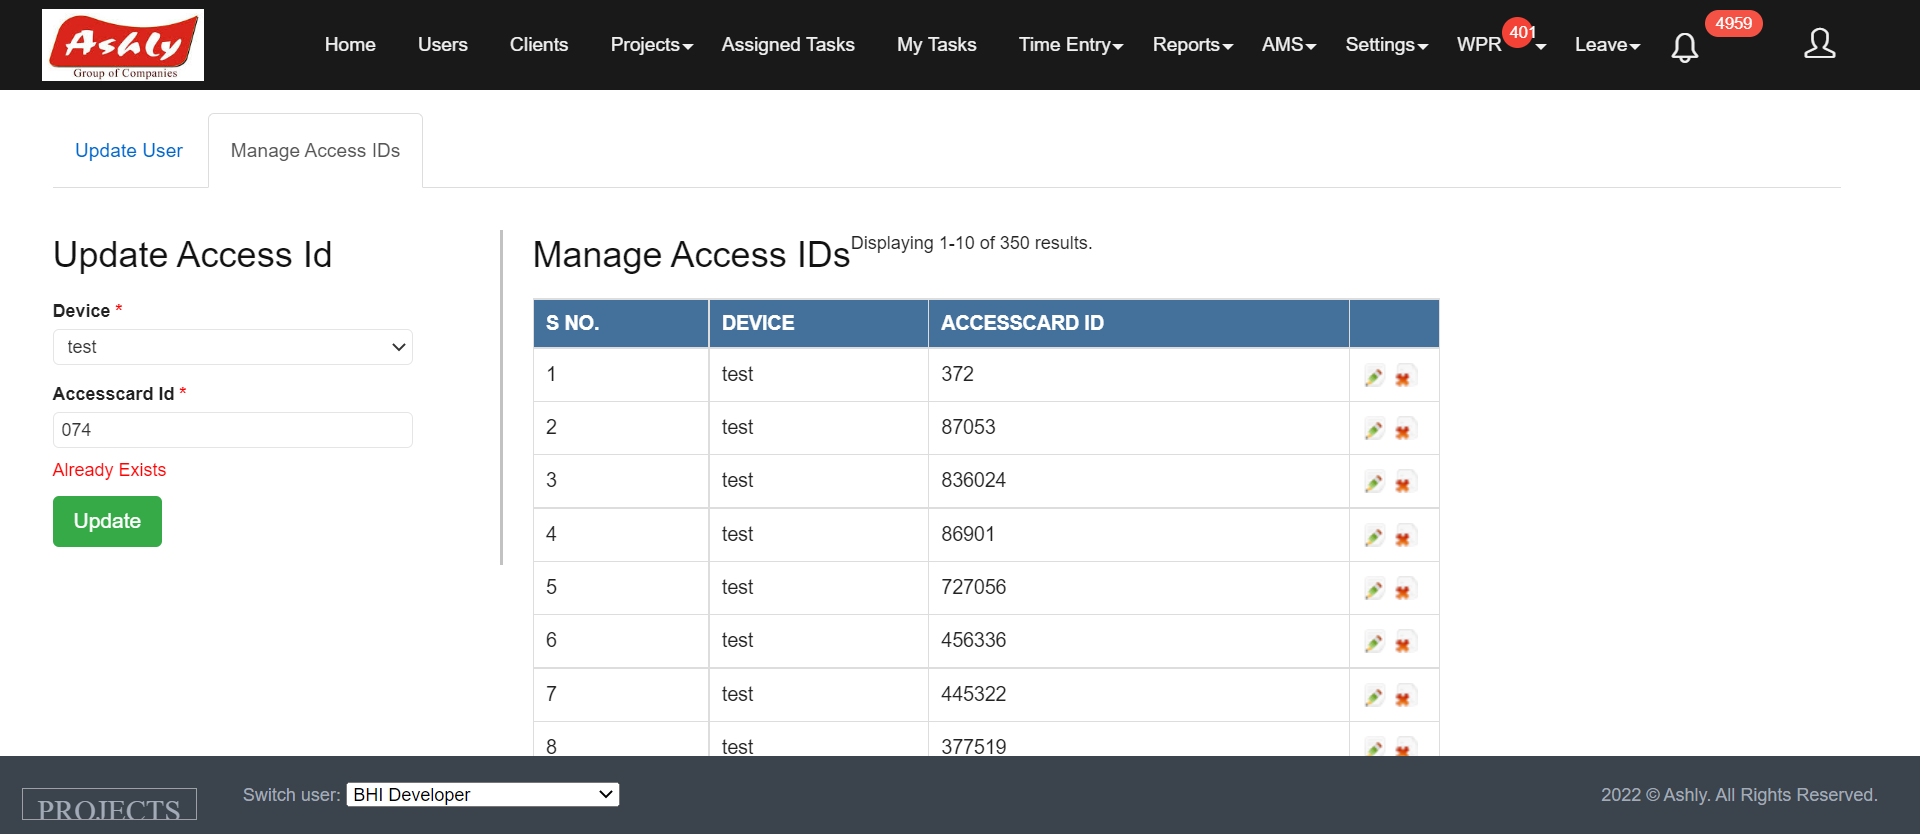 Ashly
Group of Companies
Home Users Clients Projects Assigned Tasks My Tasks Time Entry Reports AMS Settings WPR 401 Leave 4959
Update User Manage Access IDs
Update Access Id
Device *
test
Accesscard Id *
074
Already Exists
Update
Manage Access IDs Displaying 1-10 of 350 results.
S NO. DEVICE ACCESSCARD ID
1 test 372
2 test 87053
3 test 836024
4 test 86901
5 test 727056
6 test 456336
7 test 445322
8 test 377519
PROJECTS Switch user: BHI Developer 2022 © Ashly. All Rights Reserved.